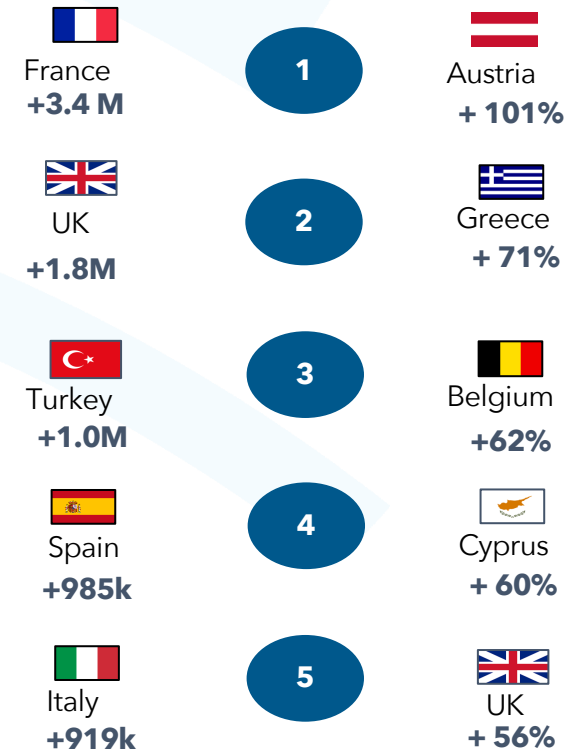 France
+3.4 M
1
Austria
+ 101%
UK
+1.8M
2
Greece
+ 71%
Turkey
+1.0M
3
Belgium
+62%
Spain
+985k
4
Cyprus
+ 60%
Italy
+919k
5
UK
+ 56%